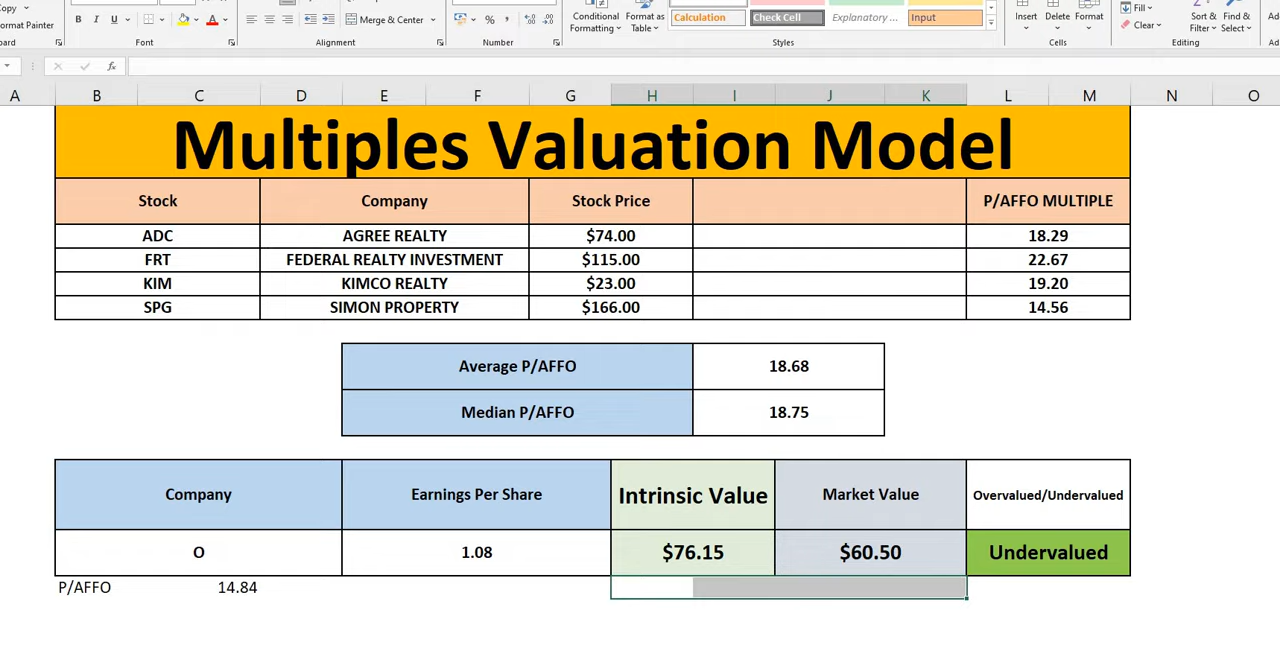 Copy
Format Painter
B I U A
Merge & Center
% ,
Conditional Formatting
Format as Table
Calculation
Check Cell
Explanatory ...
Input
Insert
Delete
Format
Fill
Clear
Sort & Filter
Find & Select
Font
Alignment
Number
Styles
Cells
Editing
fx
A B C D E F G H I J K L M N O
Multiples Valuation Model
Stock Company Stock Price P/AFFO MULTIPLE
ADC AGREE REALTY $74.00 18.29
FRT FEDERAL REALTY INVESTMENT $115.00 22.67
KIM KIMCO REALTY $23.00 19.20
SPG SIMON PROPERTY $166.00 14.56
Average P/AFFO 18.68
Median P/AFFO 18.75
Company Earnings Per Share Intrinsic Value Market Value Overvalued/Undervalued
O 1.08 $76.15 $60.50 Undervalued
P/AFFO 14.84